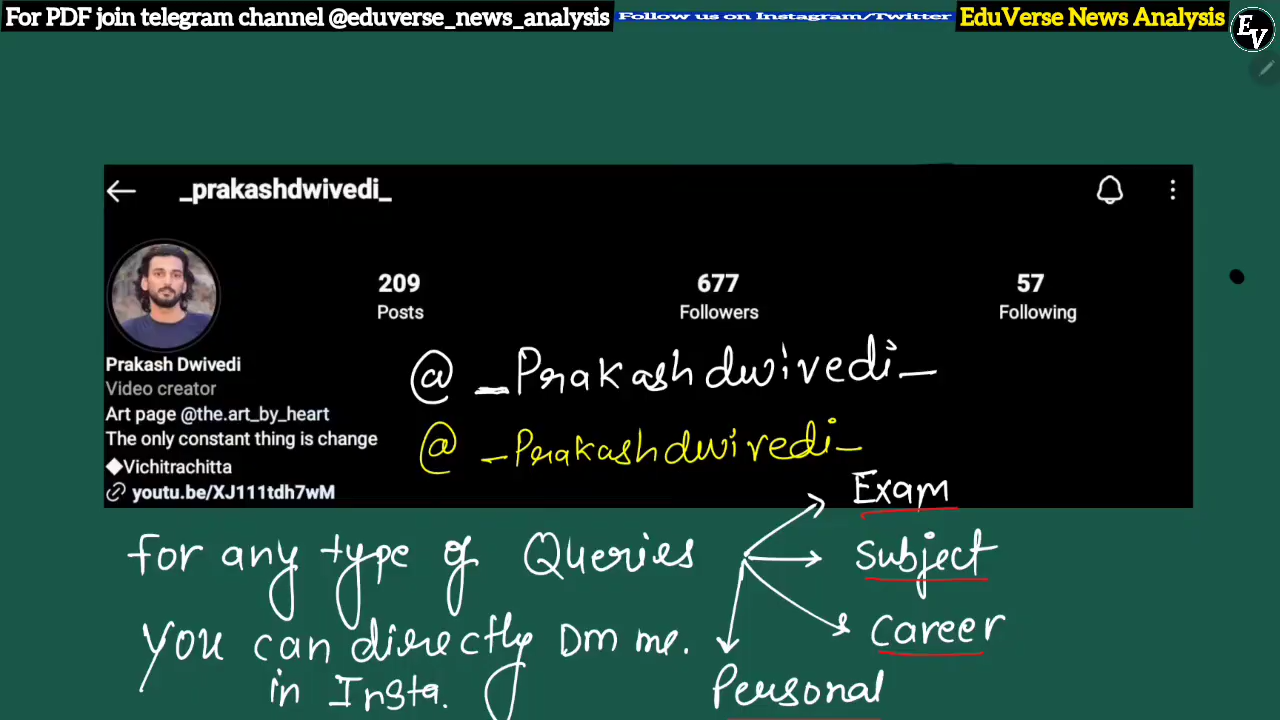 For PDF join telegram channel @eduverse_news_analysis Follow us on Instagram/Twitter EduVerse News Analysis EV
_prakashdwivedi_
209 677 57
Posts Followers Following
Prakash Dwivedi
Video creator
Art page @the.art_by_heart
The only constant thing is change
◆Vichitrachitta
youtu.be/XJ111tdh7wM
@ _Prakashdwivedi_
@ _Prakashdwivedi_
for any type of Queries
Exam
Subject
Career
Personal
You can directly Dm me.
in Insta.